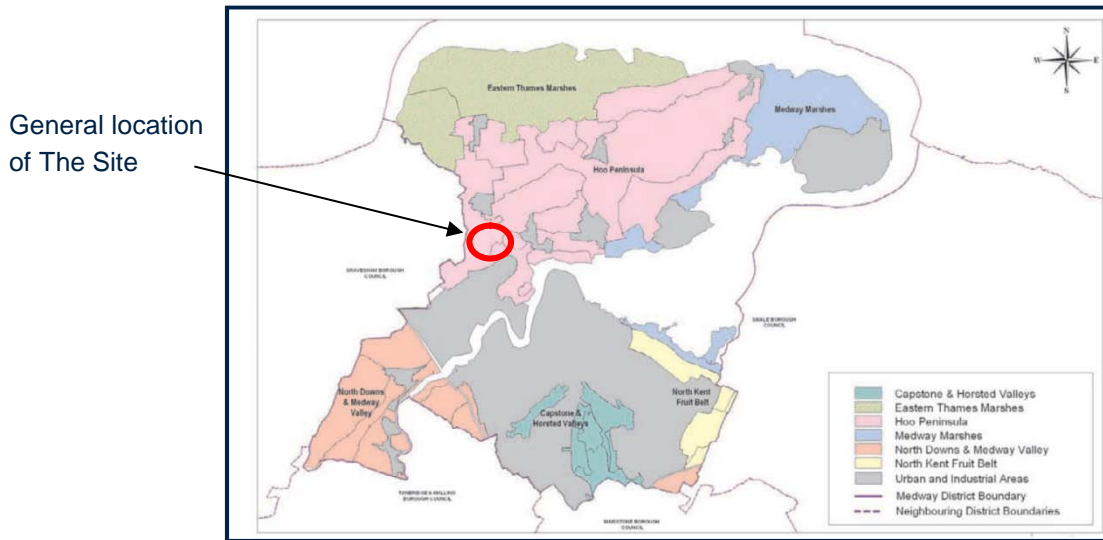 General location
of The Site
N
W
E
S
Eastern Thames Marshes
Medway Marshes
Hoo Peninsula
GRAVESHAM BOROUGH
COUNCIL
SWALE BOROUGH
COUNCIL
North Downs
& Medway
Valley
Capstone &
Horsted Valleys
North Kent
Fruit Belt
TONBRIDGE & MALLING
BOROUGH COUNCIL
MAIDSTONE BOROUGH
COUNCIL
Capstone & Horsted Valleys
Eastern Thames Marshes
Hoo Peninsula
Medway Marshes
North Downs & Medway Valley
North Kent Fruit Belt
Urban and Industrial Areas
Medway District Boundary
Neighbouring District Boundaries